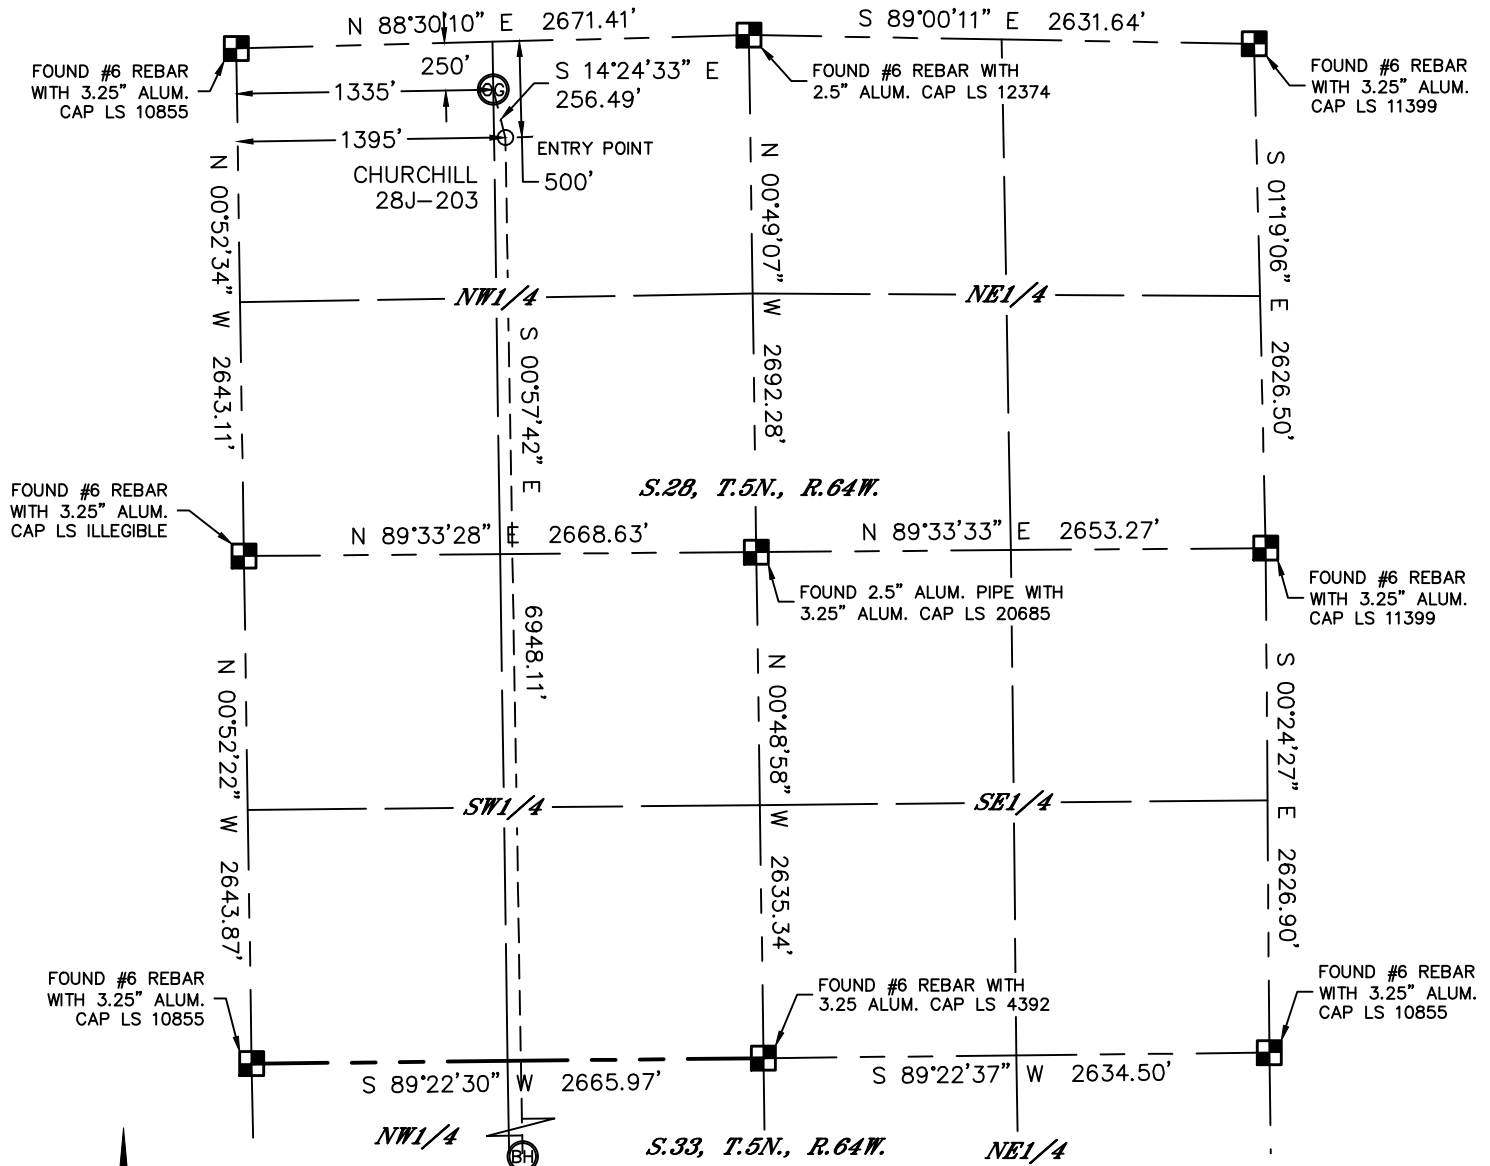 N 88°30'10" E 2671.41'
S 89°00'11" E 2631.64'
FOUND #6 REBAR
WITH 3.25" ALUM.
CAP LS 10855
250'
1335'
OG
S 14°24'33" E
256.49'
FOUND #6 REBAR WITH
2.5" ALUM. CAP LS 12374
FOUND #6 REBAR
WITH 3.25" ALUM.
CAP LS 11399
1395'
ENTRY POINT
CHURCHILL
28J-203
500'
N 00°52'34" W 2643.11'
N 00°49'07" W 2692.28'
S 01°19'06" E 2626.50'
NW1/4
NE1/4
S 00°57'42" E 6948.11'
S.28, T.5N., R.64W.
FOUND #6 REBAR
WITH 3.25" ALUM.
CAP LS ILLEGIBLE
N 89°33'28" E 2668.63'
N 89°33'33" E 2653.27'
FOUND 2.5" ALUM. PIPE WITH
3.25" ALUM. CAP LS 20685
FOUND #6 REBAR
WITH 3.25" ALUM.
CAP LS 11399
N 00°52'22" W 2643.87'
N 00°48'58" W 2635.34'
S 00°24'27" E 2626.90'
SW1/4
SE1/4
FOUND #6 REBAR
WITH 3.25" ALUM.
CAP LS 10855
FOUND #6 REBAR WITH
3.25 ALUM. CAP LS 4392
FOUND #6 REBAR
WITH 3.25" ALUM.
CAP LS 10855
S 89°22'30" W 2665.97'
S 89°22'37" W 2634.50'
NW1/4
S.33, T.5N., R.64W.
NE1/4
BH